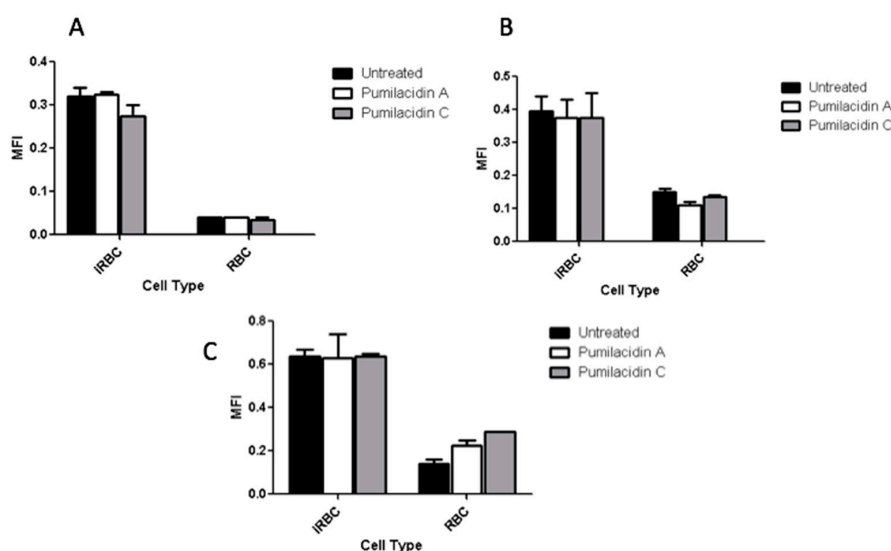 A
0.4
0.3
0.2
0.1
0.0
MFI
IRBC
RBC
Cell Type
Untreated
Pumilacidin A
Pumilacidin C
B
0.5
0.4
0.3
0.2
0.1
0.0
MFI
IRBC
RBC
Cell Type
Untreated
Pumilacidin A
Pumilacidin C
C
0.8
0.6
0.4
0.2
0.0
MFI
IRBC
RBC
Cell Type
Untreated
Pumilacidin A
Pumilacidin C